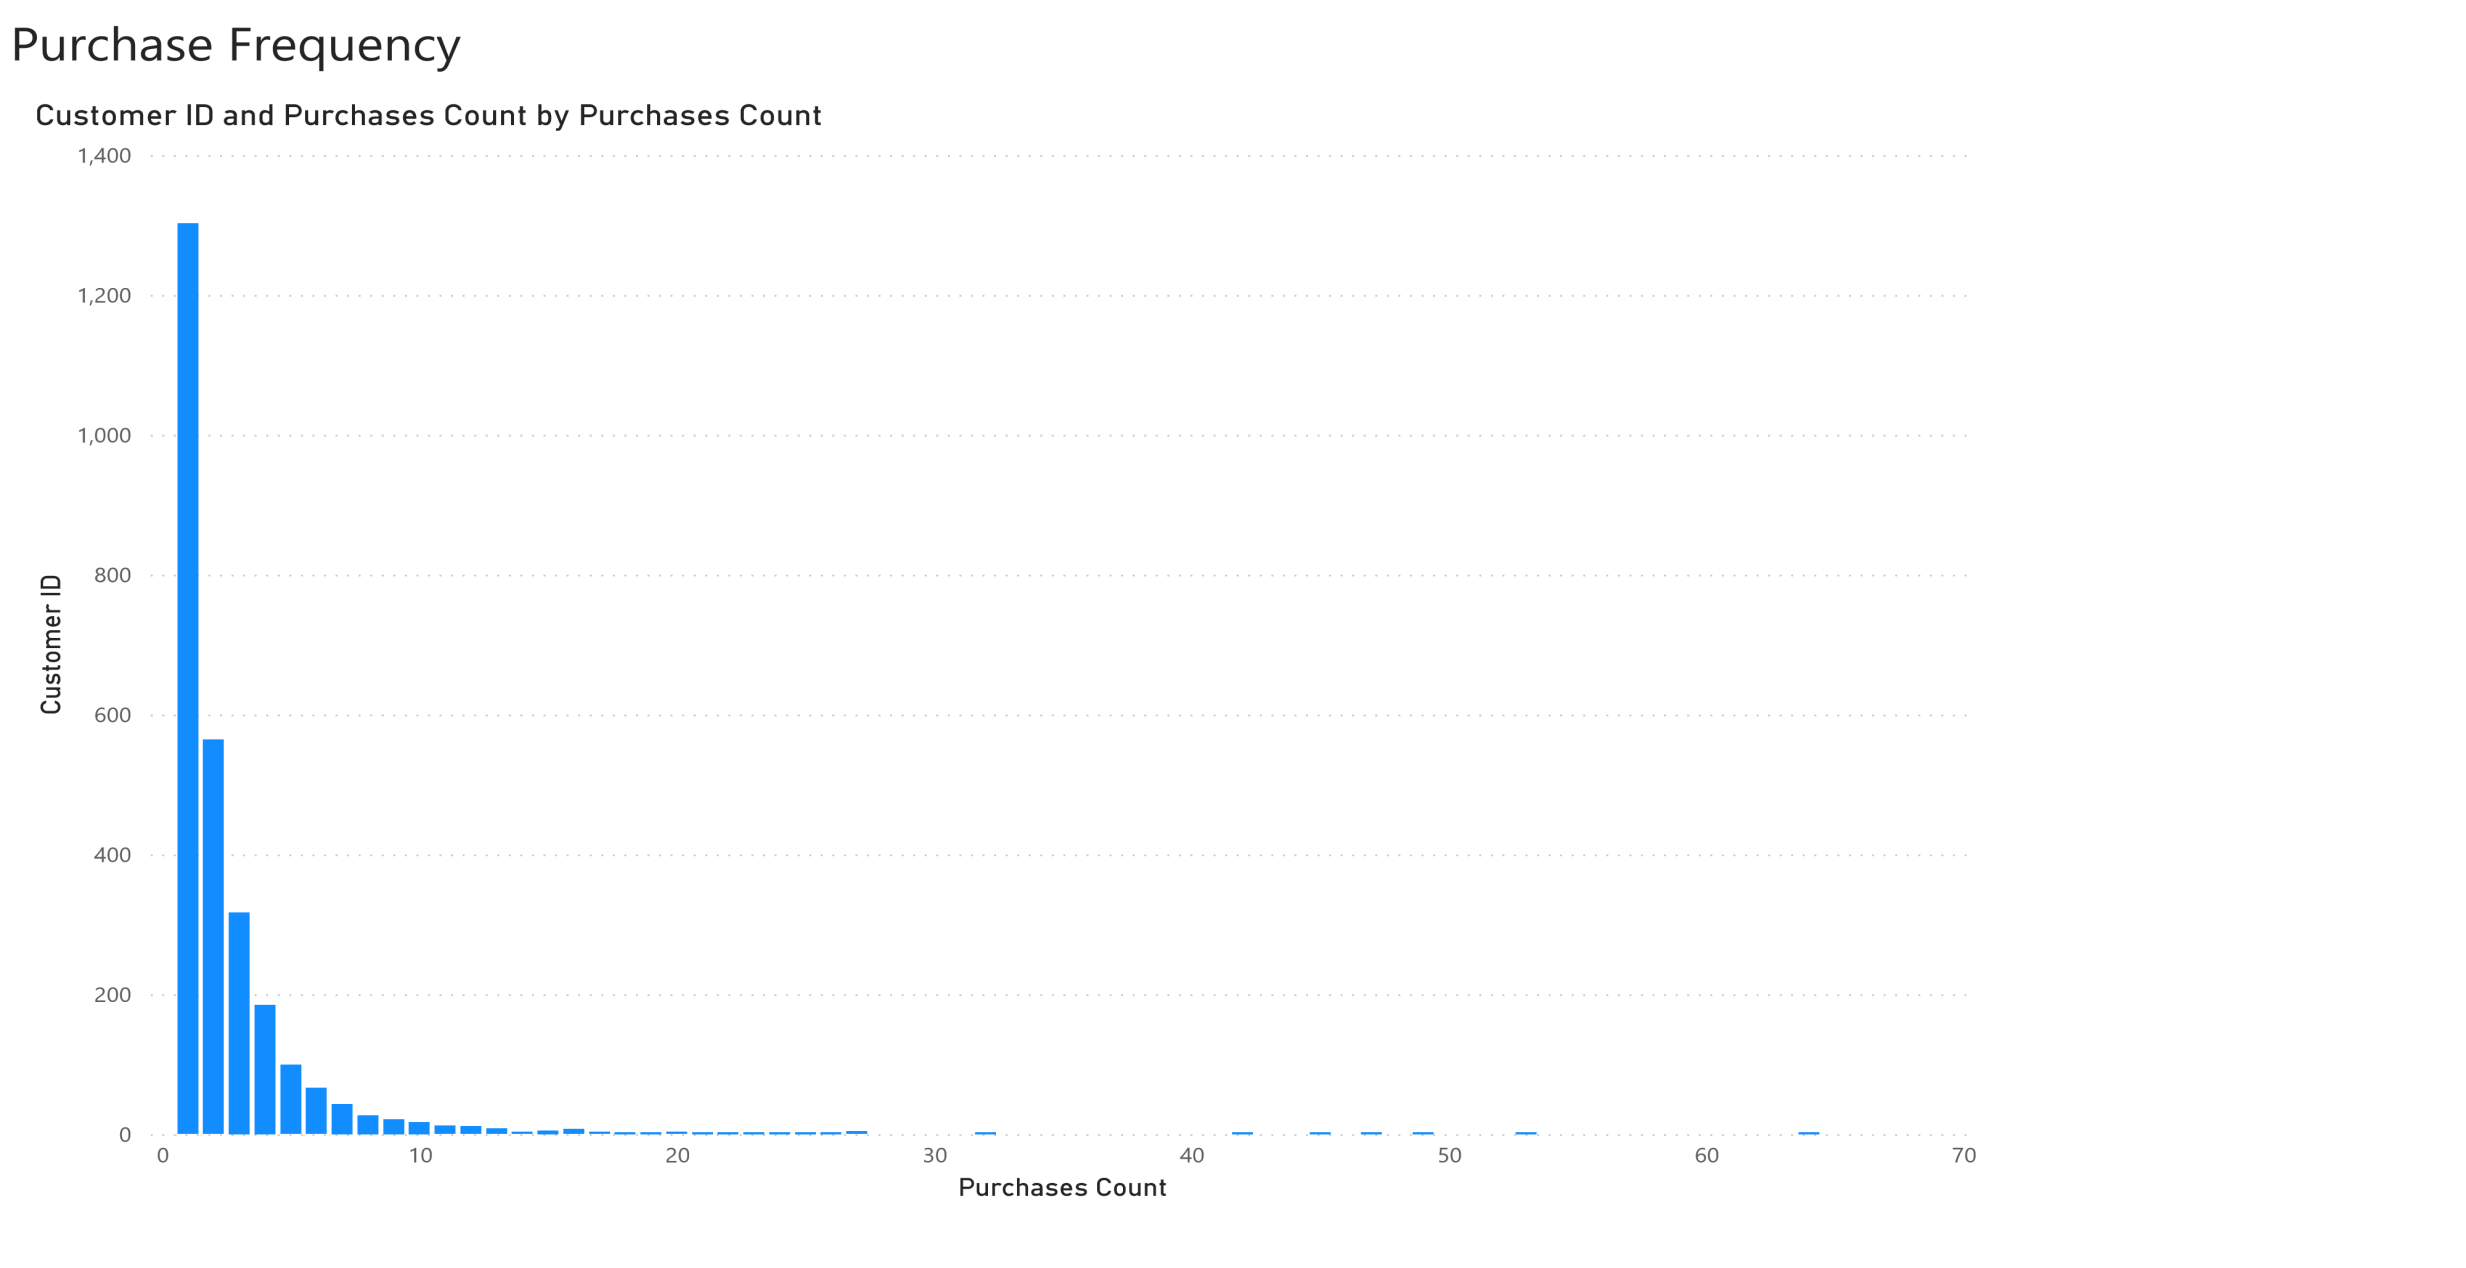 Purchase Frequency
Customer ID and Purchases Count by Purchases Count
1,400
1,200
1,000
800
600
400
200
0
Customer ID
0 10 20 30 40 50 60 70
Purchases Count